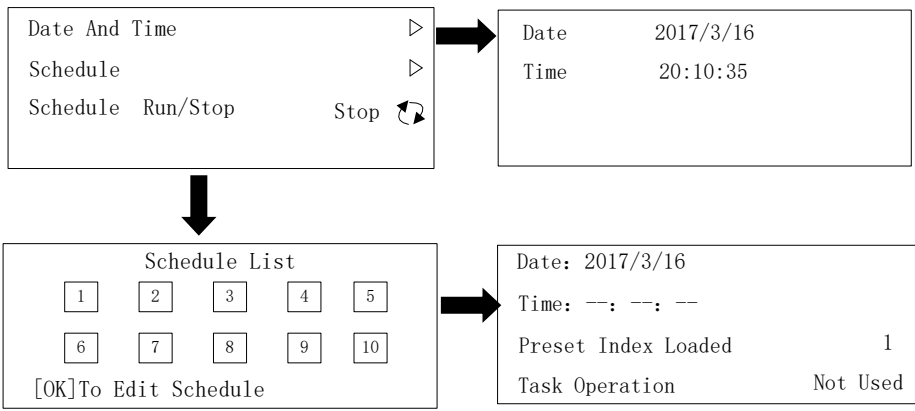 Date And Time
Schedule
Schedule Run/Stop Stop
Date 2017/3/16
Time 20:10:35
Schedule List
1 2 3 4 5
6 7 8 9 10
[OK]To Edit Schedule
Date: 2017/3/16
Time: --: --: --
Preset Index Loaded 1
Task Operation Not Used